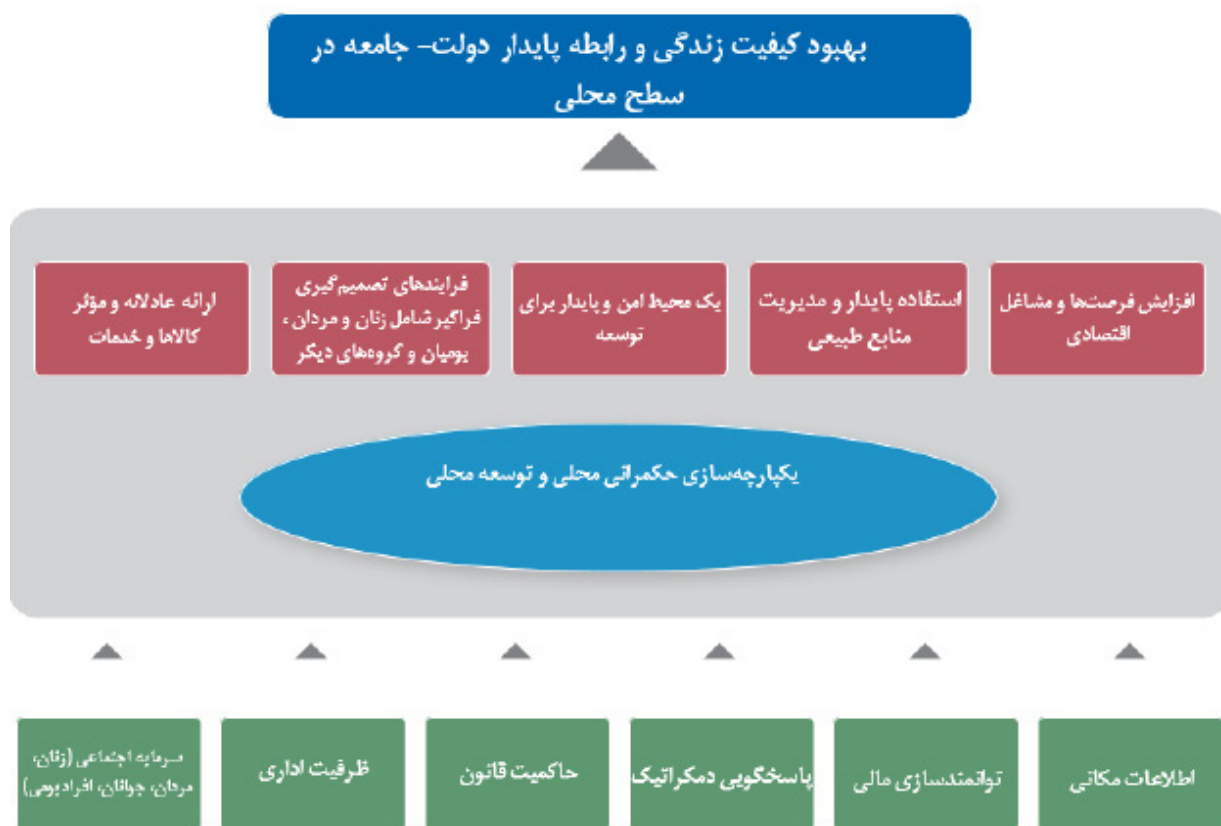 بهبود کیفیت زندگی و رابطه پایدار دولت- جامعه در
سطح محلی
افزایش فرصت‌ها و مشاغل
اقتصادی
استفاده پایدار و مدیریت
منابع طبیعی
یک محیط امن و پایدار برای
توسعه
فرایندهای تصمیم‌گیری
فراگیر شامل زنان و مردان ،
بومیان و گروه‌های دیگر
ارائه عادلانه و مؤثر
کالاها و خدمات
یکپارچه‌سازی حکمرانی محلی و توسعه محلی
اطلاعات مکانی
توانمندسازی مالی
پاسخگویی دمکراتیک
حاکمیت قانون
ظرفیت اداری
سرمایه اجتماعی (زنان،
مردان، جوانان، افراد بومی)